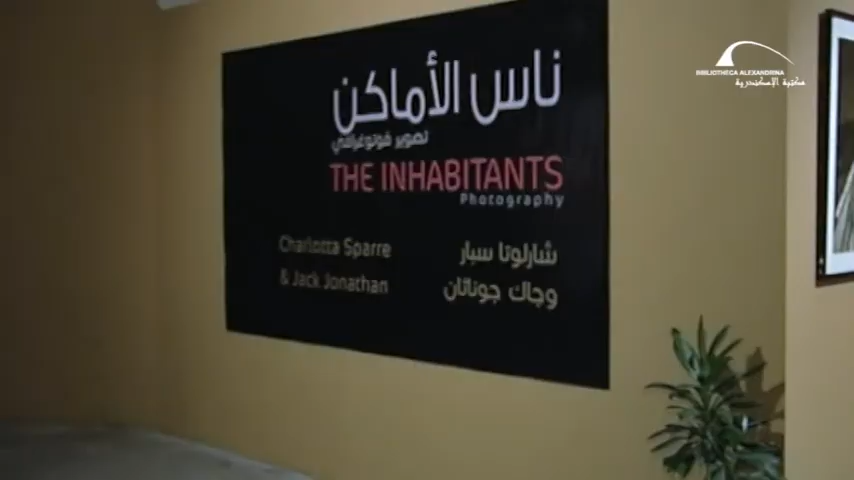 ناس الأماكن
تصوير فوتوغرافي
THE INHABITANTS
Photography
Charlotta Sparre
& Jack Jonathan
شارلوتا سبار
وجاك جوناثان
BIBLIOTHECA ALEXANDRINA
مكتبة الإسكندرية